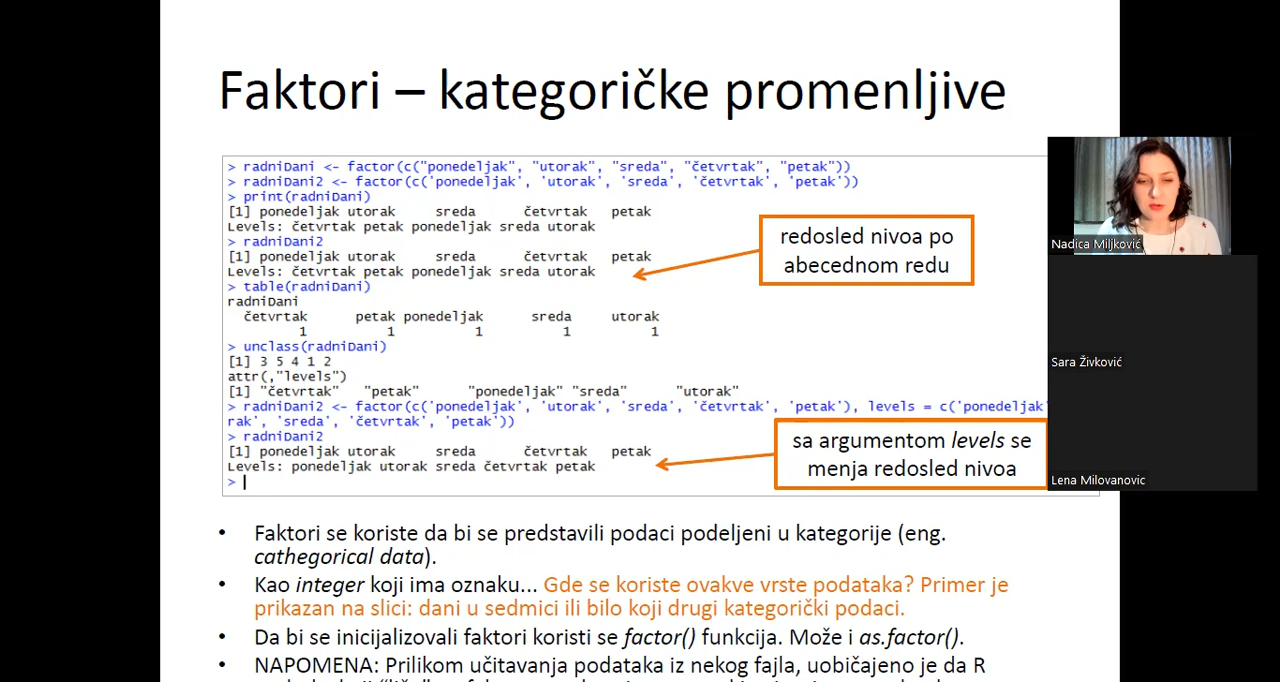 Faktori – kategoričke promenljive
> radniDani <- factor(c("ponedeljak", "utorak", "sreda", "četvrtak", "petak"))
> radniDani2 <- factor(c('ponedeljak', 'utorak', 'sreda', 'četvrtak', 'petak'))
> print(radniDani)
[1] ponedeljak utorak sreda četvrtak petak
Levels: četvrtak petak ponedeljak sreda utorak
> radniDani2
[1] ponedeljak utorak sreda četvrtak petak
Levels: četvrtak petak ponedeljak sreda utorak
> table(radniDani)
radniDani
četvrtak petak ponedeljak sreda utorak
1 1 1 1 1
> unclass(radniDani)
[1] 3 5 4 1 2
attr(,"levels")
[1] "četvrtak" "petak" "ponedeljak" "sreda" "utorak"
> radniDani2 <- factor(c('ponedeljak', 'utorak', 'sreda', 'četvrtak', 'petak'), levels = c('ponedeljak'
rak', 'sreda', 'četvrtak', 'petak'))
> radniDani2
[1] ponedeljak utorak sreda četvrtak petak
Levels: ponedeljak utorak sreda četvrtak petak
>
redosled nivoa po
abecednom redu
sa argumentom levels se
menja redosled nivoa
Nadica Miljković
Sara Živković
Lena Milovanovic
• Faktori se koriste da bi se predstavili podaci podeljeni u kategorije (eng.
cathegorical data).
• Kao integer koji ima oznaku... Gde se koriste ovakve vrste podataka? Primer je
prikazan na slici: dani u sedmici ili bilo koji drugi kategorički podaci.
• Da bi se inicijalizovali faktori koristi se factor() funkcija. Može i as.factor().
• NAPOMENA: Prilikom učitavanja podataka iz nekog fajla, uobičajeno je da R